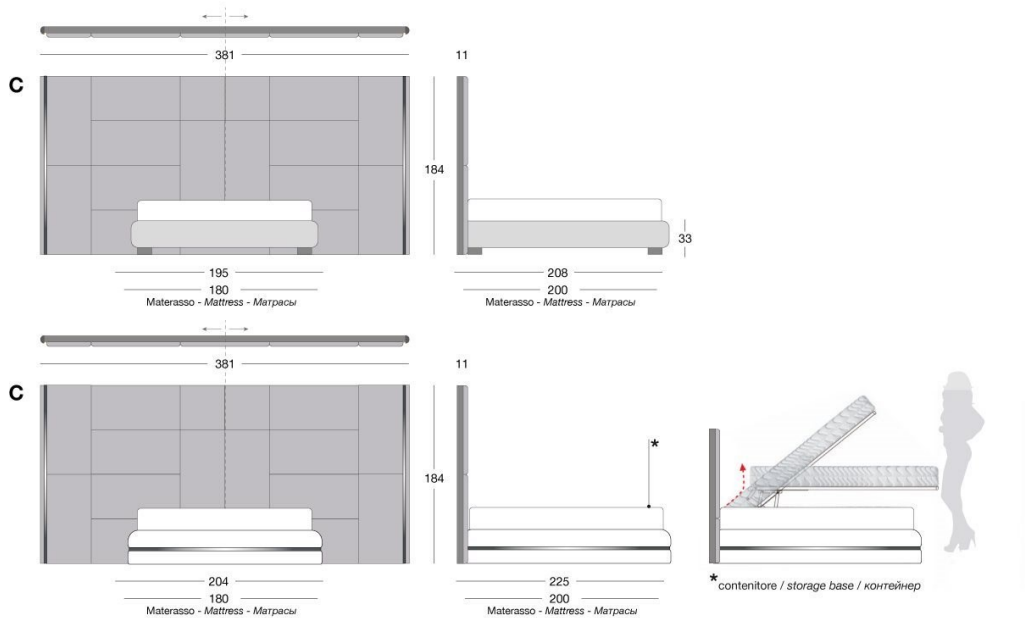 381
11
C
184
33
195
208
180
200
Materasso - Mattress - Матрасы
Materasso - Mattress - Матрасы
381
11
C
*
184
204
225
180
200
Materasso - Mattress - Матрасы
Materasso - Mattress - Матрасы
*contenitore / storage base / контейнер